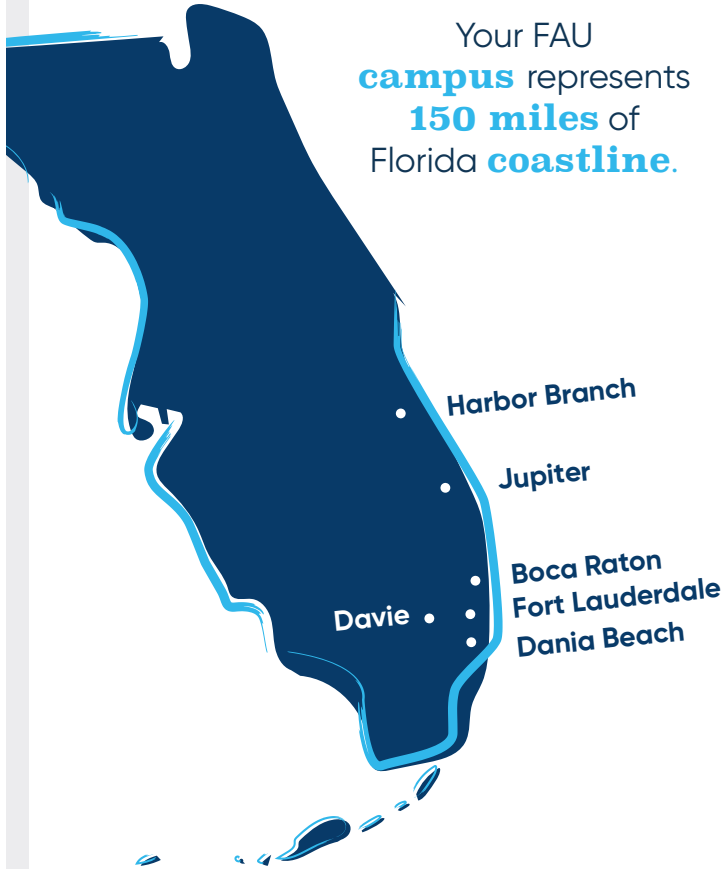 Your FAU
campus represents
150 miles of
Florida coastline.
Harbor Branch
Jupiter
Boca Raton
Fort Lauderdale
Davie
Dania Beach